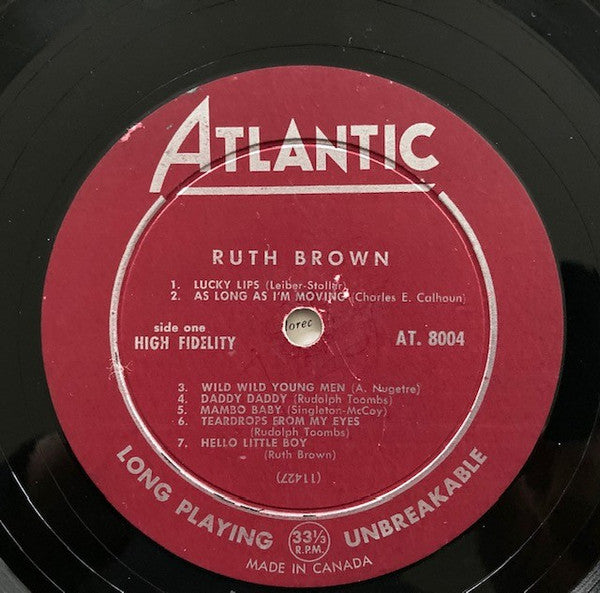 ATLANTIC
RUTH BROWN
1. LUCKY LIPS (Leiber-Stoller)
2. AS LONG AS I'M MOVING (Charles E. Calhoun)
side one
HIGH FIDELITY
lorec
AT. 8004
3. WILD WILD YOUNG MEN (A. Nugetre)
4. DADDY DADDY (Rudolph Toombs)
5. MAMBO BABY (Singleton-McCoy)
6. TEARDROPS FROM MY EYES
(Rudolph Toombs)
7. HELLO LITTLE BOY
(Ruth Brown)
(11427)
LONG PLAYING 33⅓ R.P.M. UNBREAKABLE
MADE IN CANADA